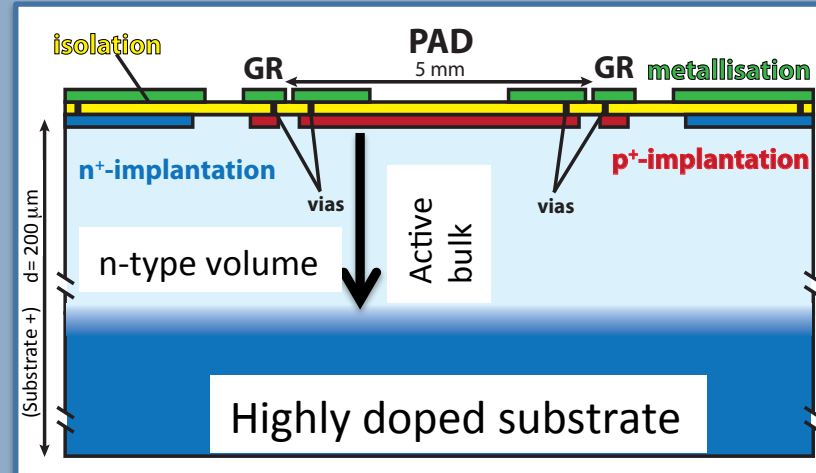 isolation
PAD
GR
5 mm
GR
metallisation
n⁺-implantation
p⁺-implantation
vias
vias
n-type volume
Active
bulk
(Substrate +) d= 200 μm
Highly doped substrate